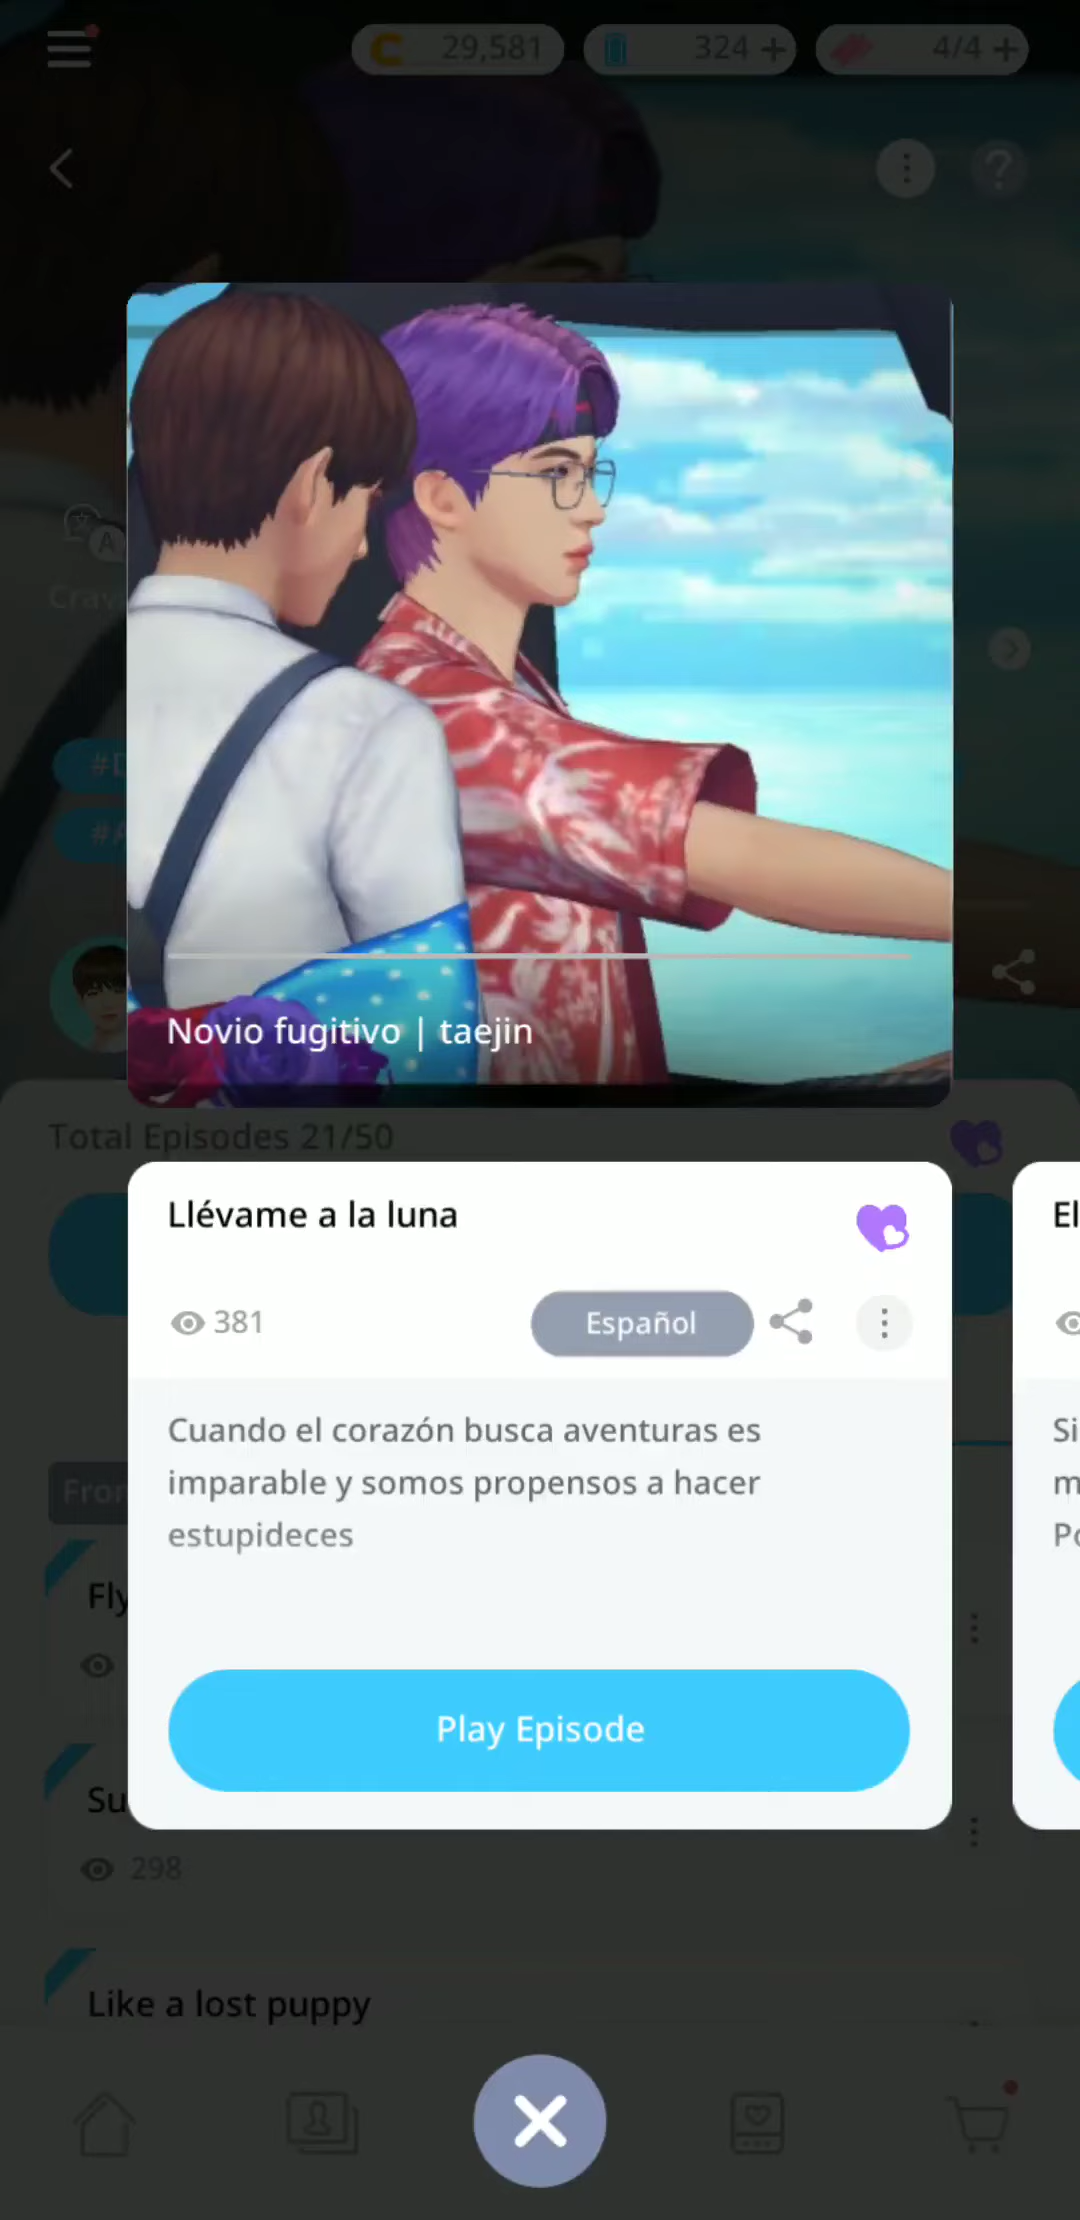 29,581
324
4/4
Novio fugitivo | taejin
Total Episodes 21/50
Llévame a la luna
381
Español
Cuando el corazón busca aventuras es
imparable y somos propensos a hacer
estupideces
Play Episode
298
Like a lost puppy